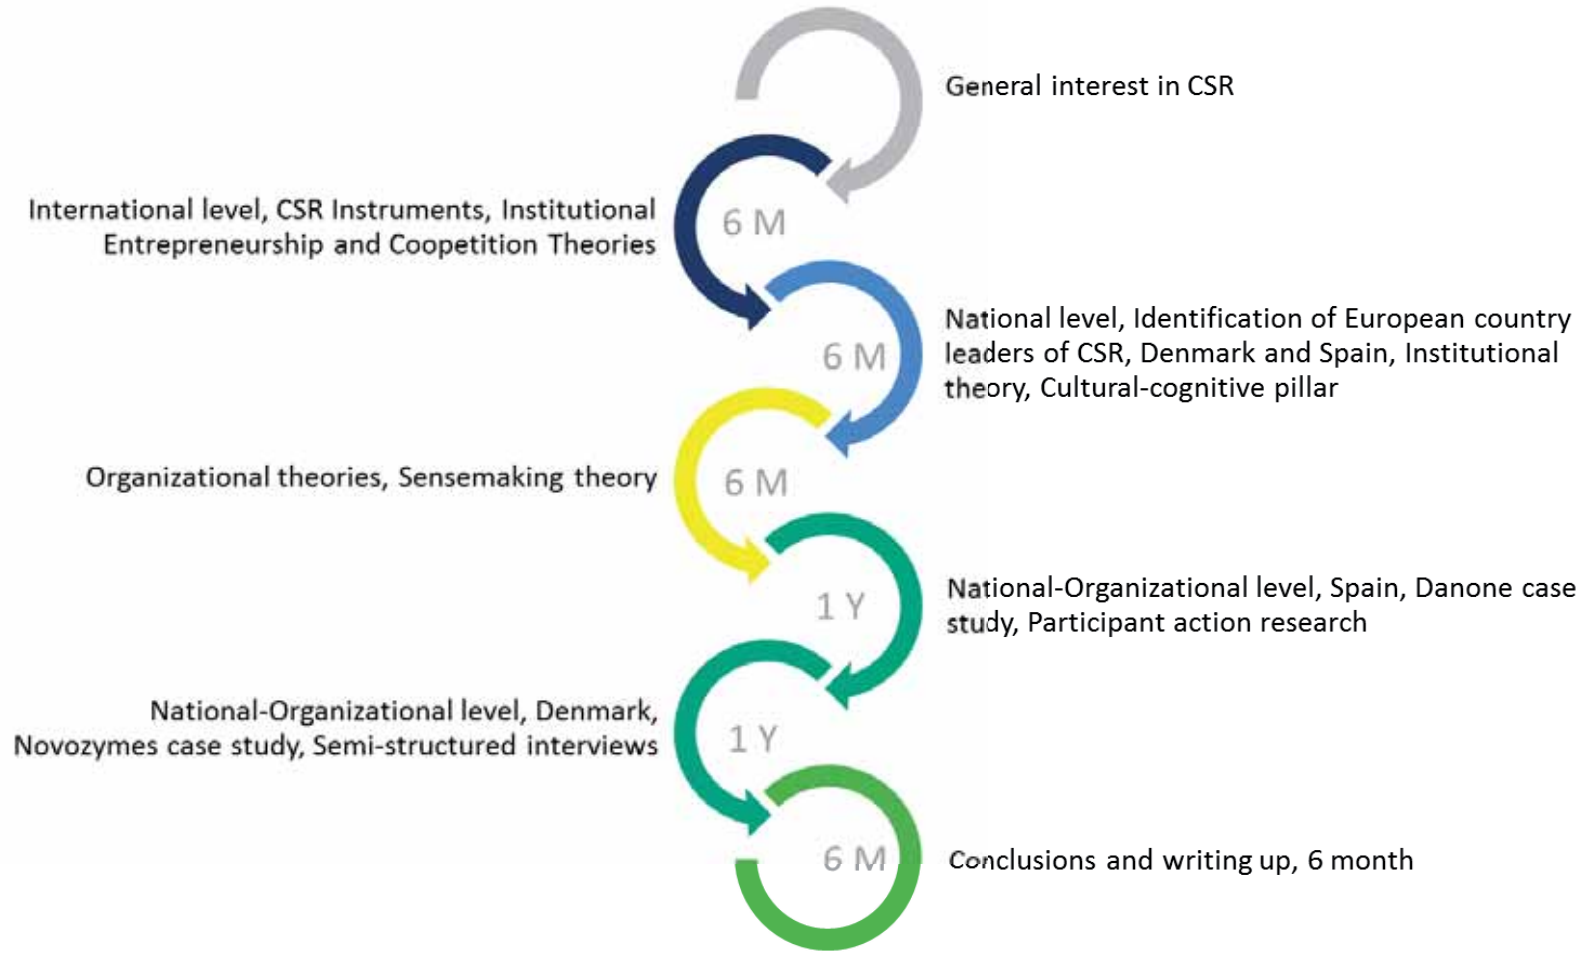 General interest in CSR
International level, CSR Instruments, Institutional
Entrepreneurship and Coopetition Theories
6 M
National level, Identification of European country
leaders of CSR, Denmark and Spain, Institutional
theory, Cultural-cognitive pillar
6 M
Organizational theories, Sensemaking theory
6 M
National-Organizational level, Spain, Danone case
study, Participant action research
1 Y
National-Organizational level, Denmark,
Novozymes case study, Semi-structured interviews
1 Y
Conclusions and writing up, 6 month
6 M